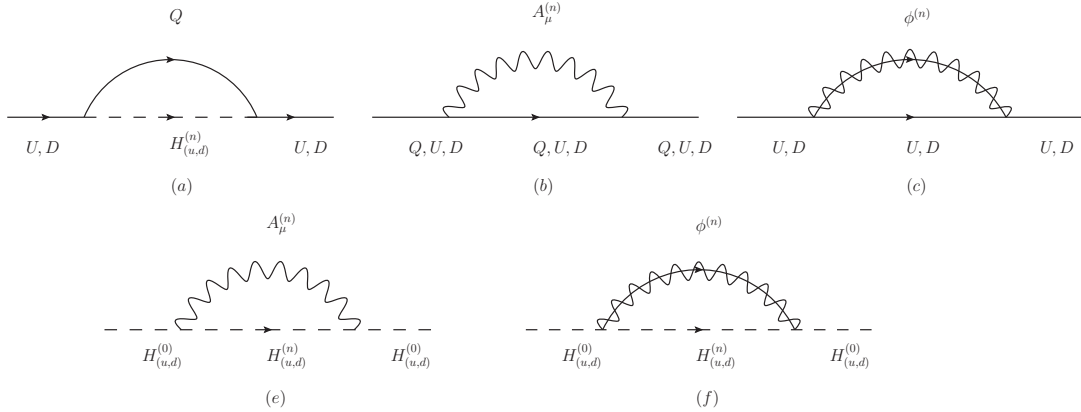 Q
A_μ^(n)
ϕ^(n)
U, D
H_(u,d)^(n)
U, D
Q, U, D
Q, U, D
Q, U, D
U, D
U, D
U, D
(a)
(b)
(c)
A_μ^(n)
ϕ^(n)
H_(u,d)^(0)
H_(u,d)^(n)
H_(u,d)^(0)
H_(u,d)^(0)
H_(u,d)^(n)
H_(u,d)^(0)
(e)
(f)